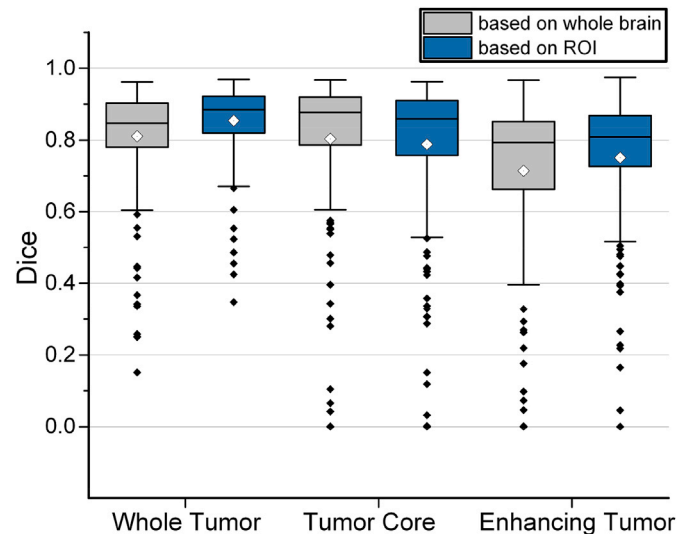 based on whole brain
based on ROI
1.0
0.8
0.6
0.4
0.2
0.0
Dice
Whole Tumor
Tumor Core
Enhancing Tumor